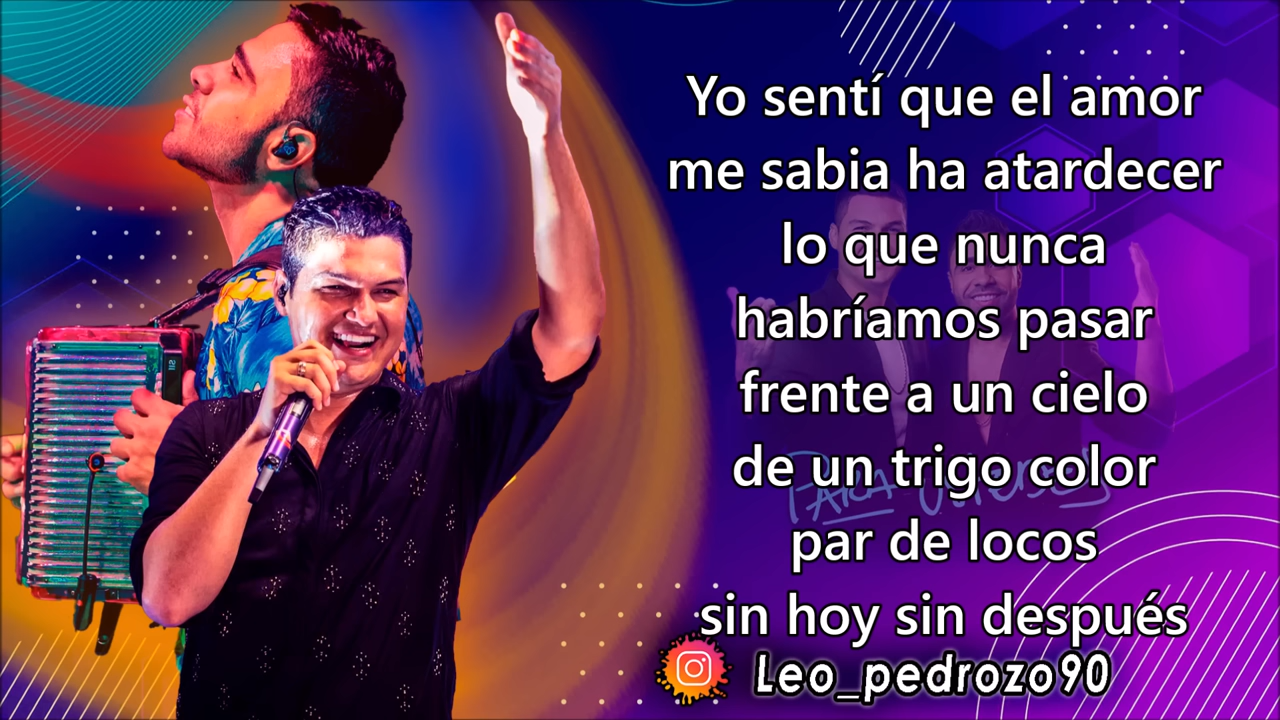 Yo sentí que el amor
me sabia ha atardecer
lo que nunca
habríamos pasar
frente a un cielo
de un trigo color
par de locos
sin hoy sin después
Leo_pedrozo90